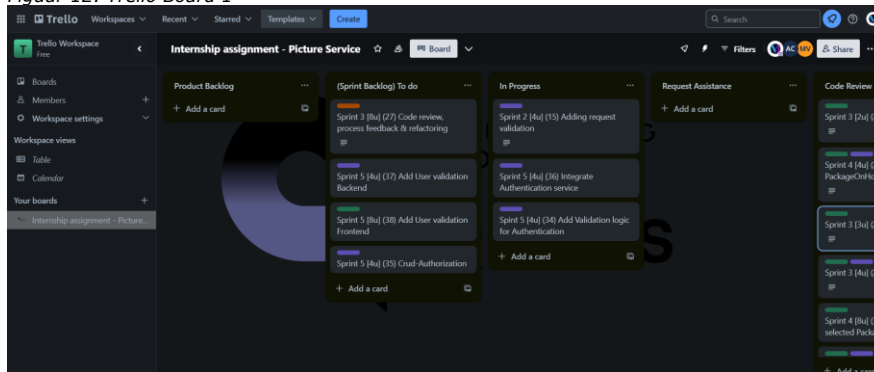 Figuur 12: Trello Board 1
Trello Workspaces Recent Starred Templates Create Search
T Trello Workspace
Free
Internship assignment - Picture Service Board Filters AC MV Share
Boards
Members
Workspace settings
Workspace views
Table
Calendar
Your boards
Internship assignment - Picture...
Product Backlog
+ Add a card
(Sprint Backlog) To do
Sprint 3 [8u] (27) Code review,
process feedback & refactoring
Sprint 5 [4u] (37) Add User validation
Backend
Sprint 5 [8u] (38) Add User validation
Frontend
Sprint 5 [4u] (35) Crud-Authorization
+ Add a card
In Progress
Sprint 2 [4u] (15) Adding request
validation
Sprint 5 [4u] (36) Integrate
Authentication service
Sprint 5 [4u] (34) Add Validation logic
for Authentication
+ Add a card
Request Assistance
+ Add a card
Code Review
Sprint 3 [2u] (
Sprint 4 [4u] (
PackageOnHo
Sprint 3 [3u] (
Sprint 3 [4u] (
Sprint 4 [8u] (
selected Packa
+ Add a card